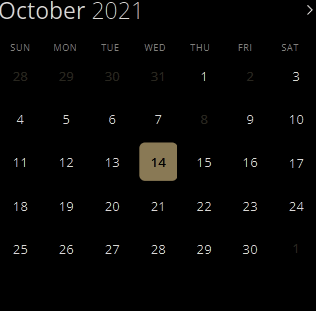 October 2021
SUN MON TUE WED THU FRI SAT
28 29 30 31 1 2 3
4 5 6 7 8 9 10
11 12 13 14 15 16 17
18 19 20 21 22 23 24
25 26 27 28 29 30 1